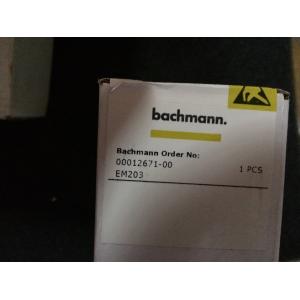 bachmann.
Bachmann Order No:
00012671-00
1 PCS
EM203